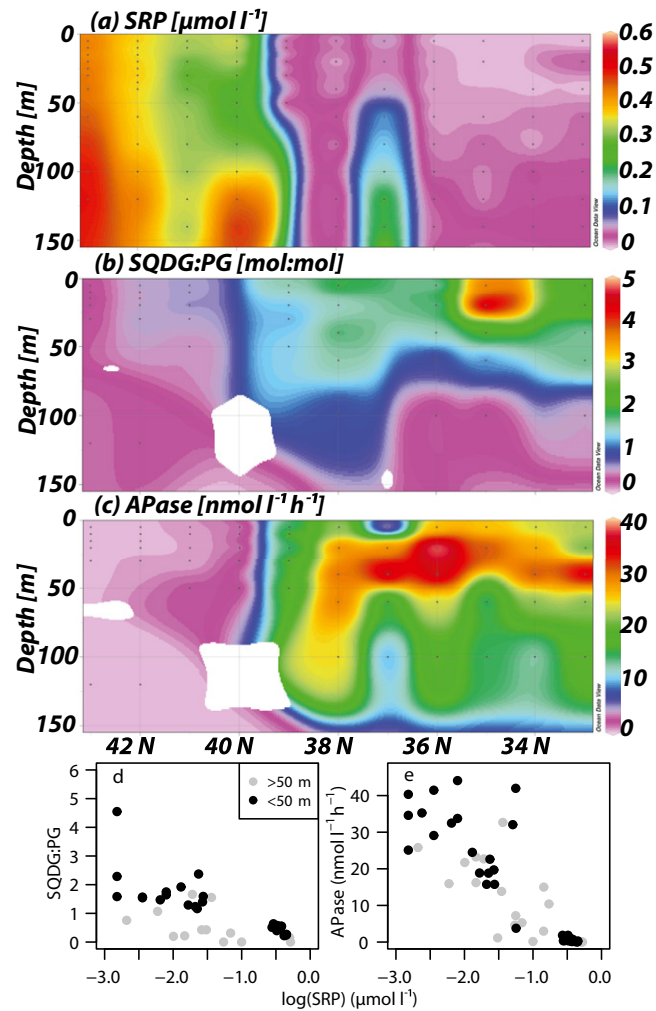 (a) SRP [µmol l⁻¹]
0
50
100
150
Depth [m]
0.6
0.5
0.4
0.3
0.2
0.1
0
Ocean Data View
(b) SQDG:PG [mol:mol]
0
50
100
150
Depth [m]
5
4
3
2
1
0
Ocean Data View
(c) APase [nmol l⁻¹ h⁻¹]
0
50
100
150
Depth [m]
40
30
20
10
0
Ocean Data View
42 N 40 N 38 N 36 N 34 N
d
>50 m
<50 m
6
5
4
3
2
1
0
SQDG:PG
−3.0 −2.0 −1.0 0.0
e
40
30
20
10
0
APase (nmol l⁻¹ h⁻¹)
−3.0 −2.0 −1.0 −0.0
log(SRP) (µmol l⁻¹)